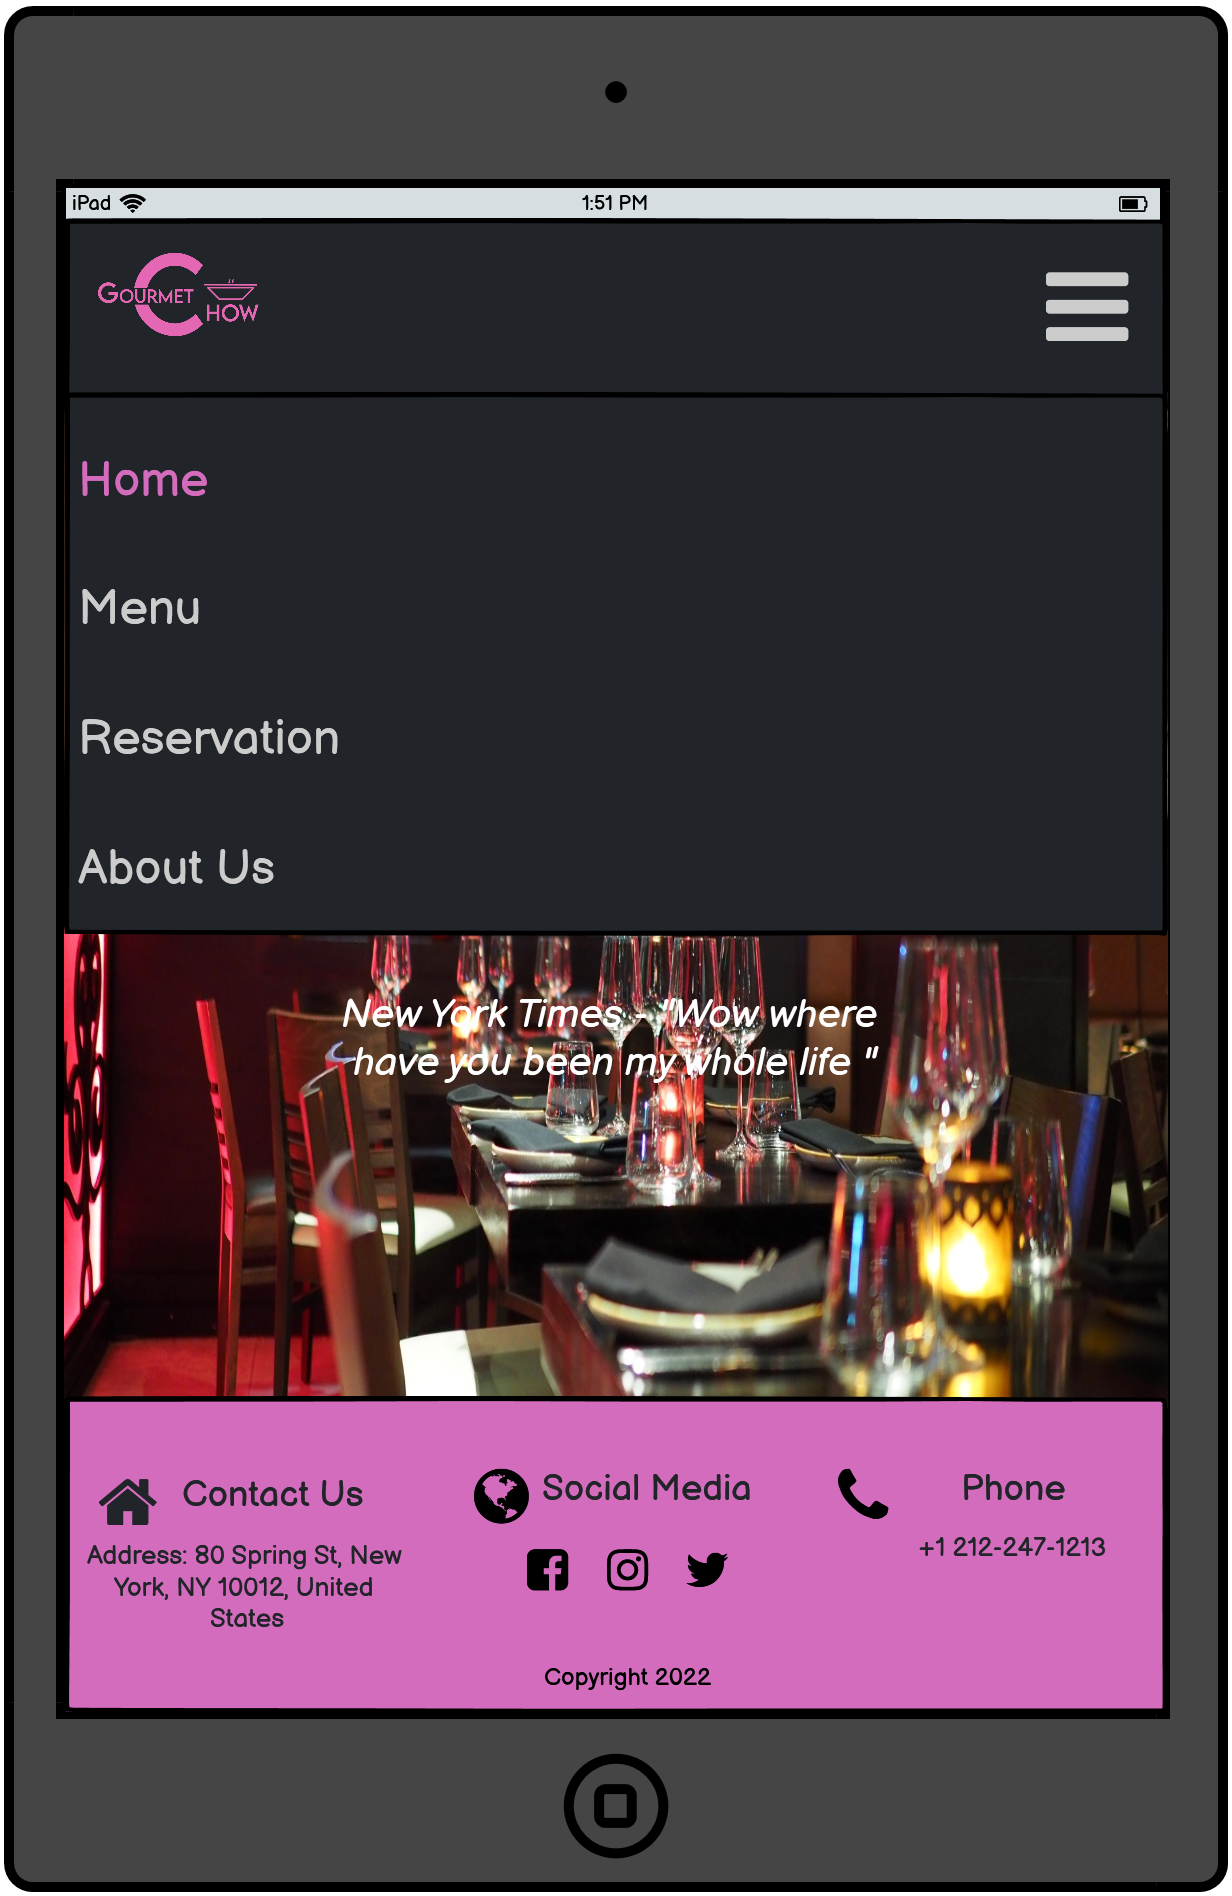 iPad 1:51 PM
GOURMET
CHOW
Home
Menu
Reservation
About Us
New York Times - "Wow where
have you been my whole life "
Contact Us
Address: 80 Spring St, New
York, NY 10012, United
States
Social Media
Phone
+1 212-247-1213
Copyright 2022